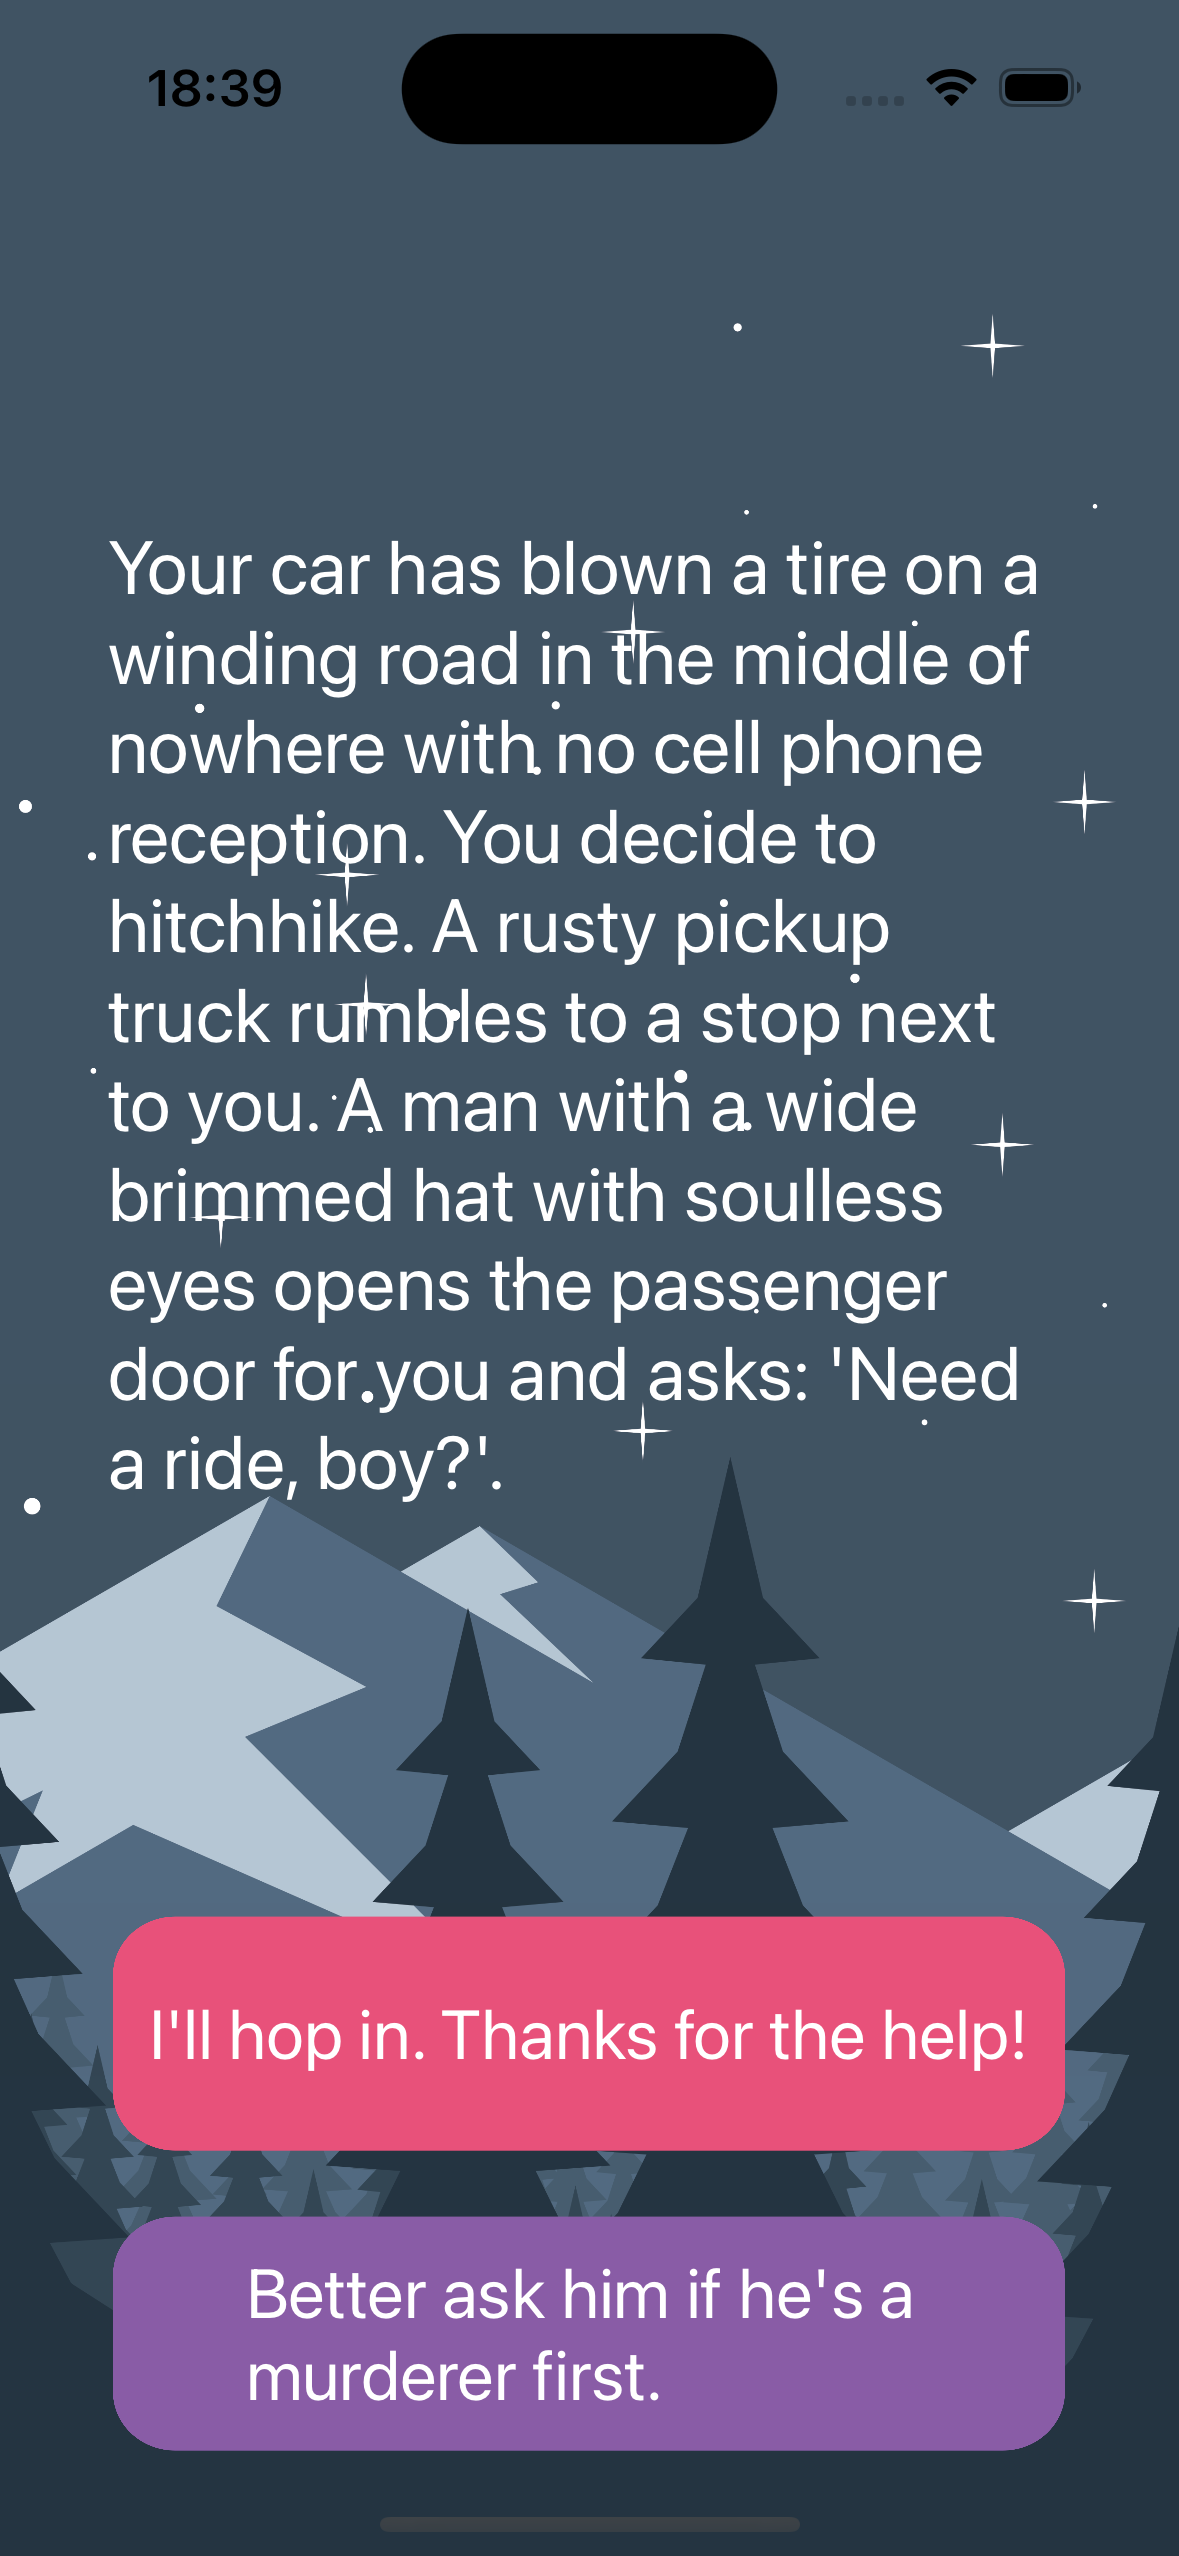 18:39
Your car has blown a tire on a
winding road in the middle of
nowhere with no cell phone
reception. You decide to
hitchhike. A rusty pickup
truck rumbles to a stop next
to you. A man with a wide
brimmed hat with soulless
eyes opens the passenger
door for you and asks: 'Need
a ride, boy?'.
I'll hop in. Thanks for the help!
Better ask him if he's a
murderer first.